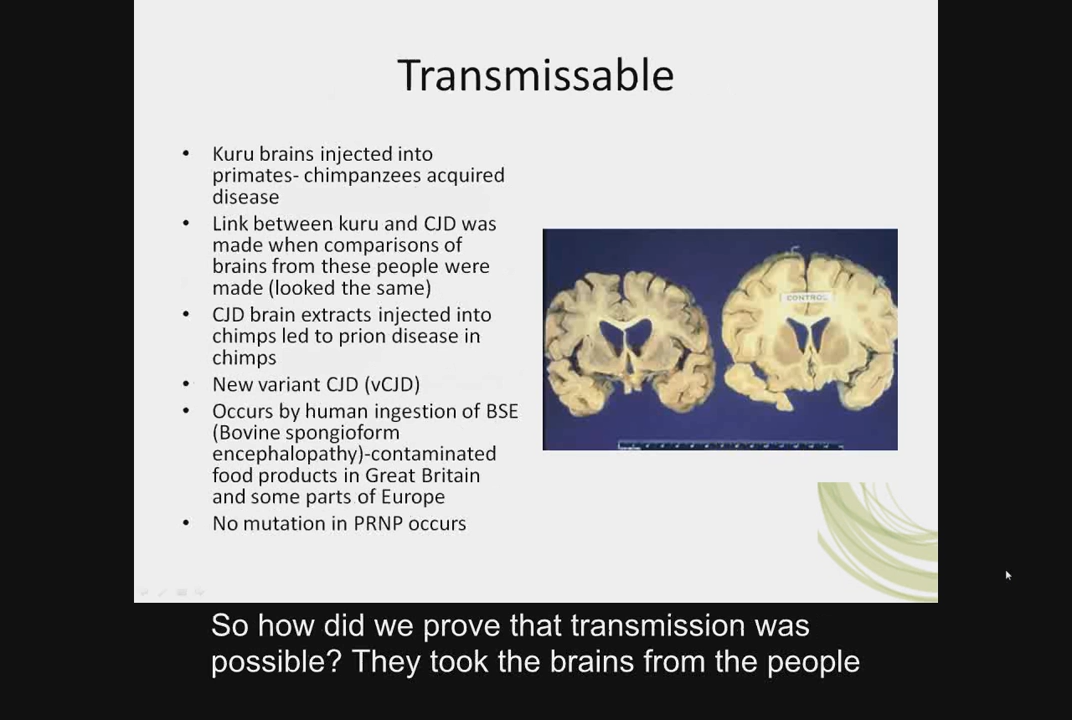 Transmissable
• Kuru brains injected into
primates- chimpanzees acquired
disease
• Link between kuru and CJD was
made when comparisons of
brains from these people were
made (looked the same)
• CJD brain extracts injected into
chimps led to prion disease in
chimps
• New variant CJD (vCJD)
• Occurs by human ingestion of BSE
(Bovine spongioform
encephalopathy)-contaminated
food products in Great Britain
and some parts of Europe
• No mutation in PRNP occurs
CONTROL
So how did we prove that transmission was
possible? They took the brains from the people